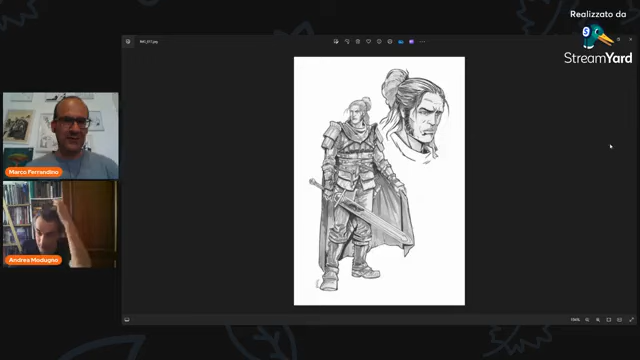 Realizzato da
StreamYard
Marco Ferrandino
Andrea Modugno